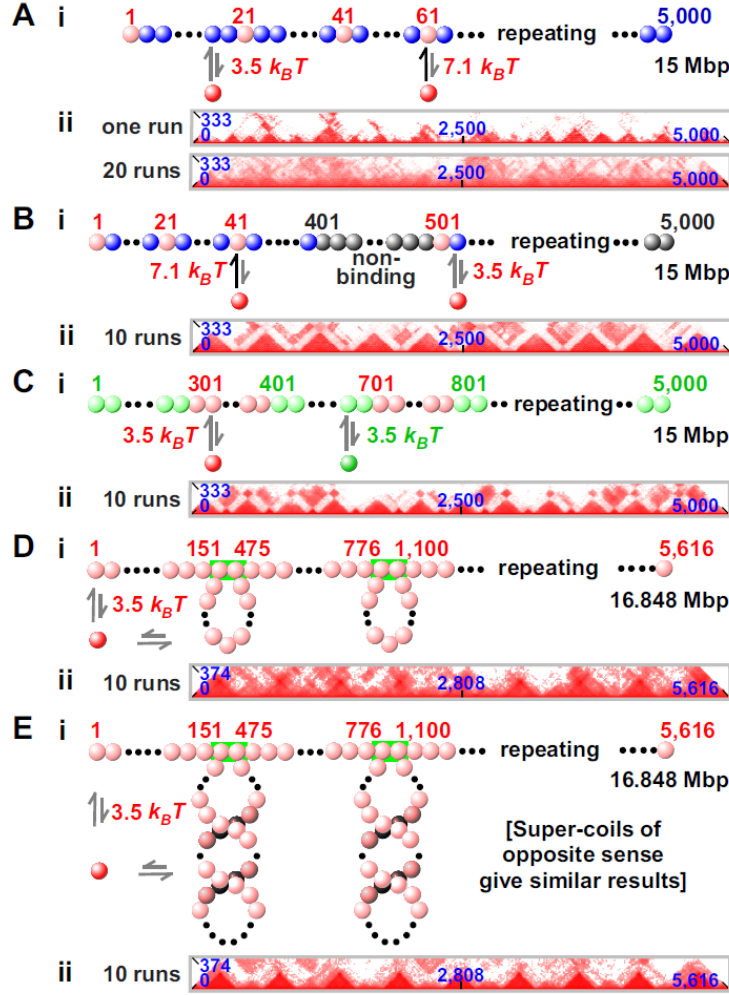 A i 1 21 41 61 repeating 5,000
3.5 kBT 7.1 kBT 15 Mbp
ii one run 333 0 2,500 5,000
20 runs 333 0 2,500 5,000
B i 1 21 41 401 501 5,000
non-binding repeating
7.1 kBT 3.5 kBT 15 Mbp
ii 10 runs 333 0 2,500 5,000
C i 1 301 401 701 801 5,000
repeating
3.5 kBT 3.5 kBT 15 Mbp
ii 10 runs 333 0 2,500 5,000
D i 1 151 475 776 1,100 5,616
repeating
3.5 kBT 16.848 Mbp
ii 10 runs 374 0 2,808 5,616
E i 1 151 475 776 1,100 5,616
repeating
3.5 kBT 16.848 Mbp
[Super-coils of
opposite sense
give similar results]
ii 10 runs 374 0 2,808 5,616